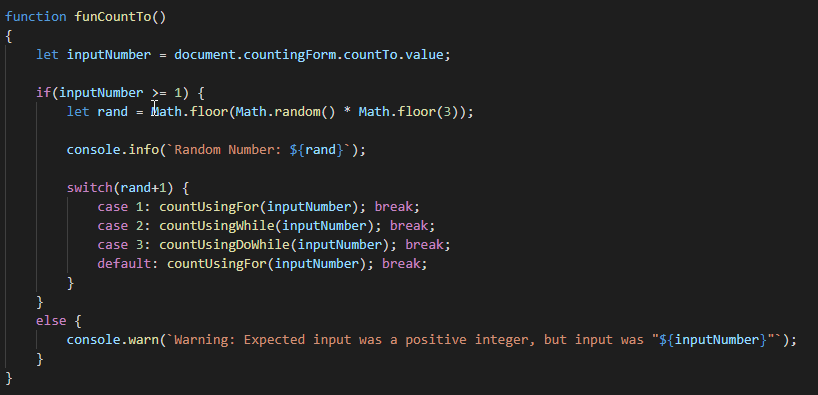 function funCountTo()
{
    let inputNumber = document.countingForm.countTo.value;
    if(inputNumber >= 1) {
        let rand = Math.floor(Math.random() * Math.floor(3));
        console.info(`Random Number: ${rand}`);
        switch(rand+1) {
            case 1: countUsingFor(inputNumber); break;
            case 2: countUsingWhile(inputNumber); break;
            case 3: countUsingDoWhile(inputNumber); break;
            default: countUsingFor(inputNumber); break;
        }
    }
    else {
        console.warn(`Warning: Expected input was a positive integer, but input was "${inputNumber}"`);
    }
}